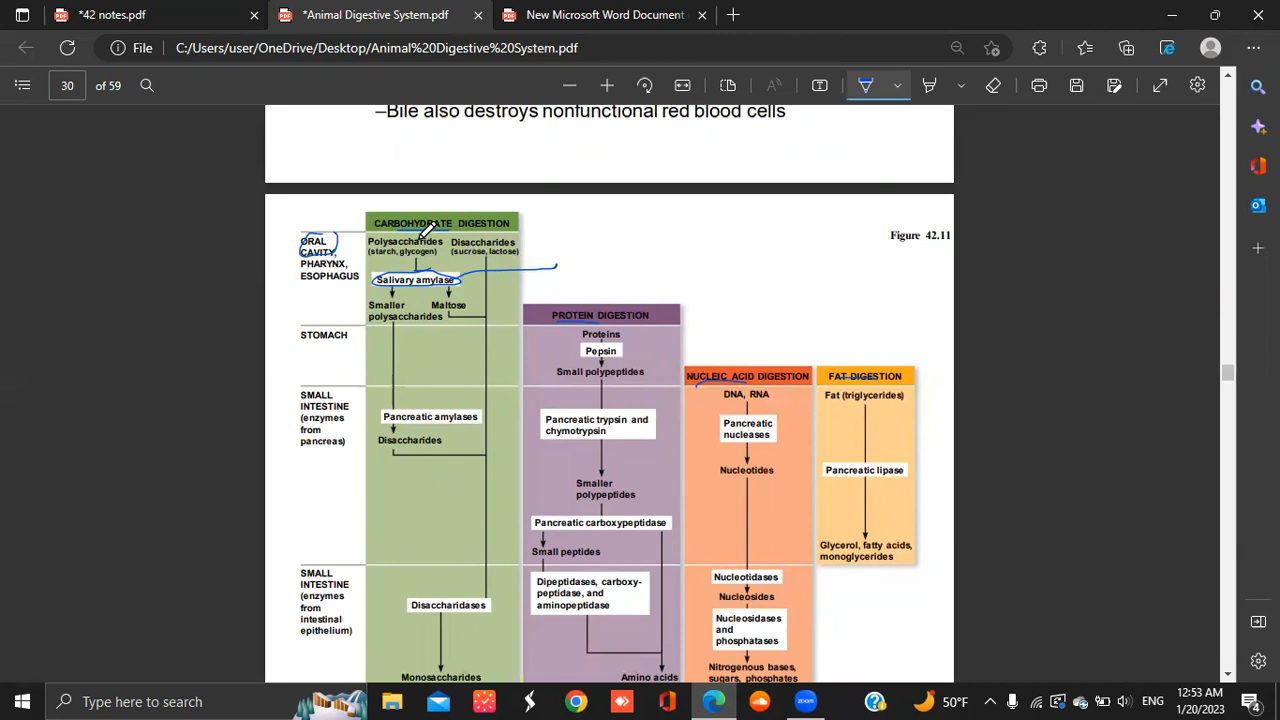 *42 notes.pdf
*Animal Digestive System.pdf
New Microsoft Word Document
File
C:/Users/user/OneDrive/Desktop/Animal%20Digestive%20System.pdf
30 of 59
–Bile also destroys nonfunctional red blood cells
Figure 42.11
CARBOHYDRATE DIGESTION
ORAL
CAVITY,
PHARYNX,
ESOPHAGUS
Polysaccharides
(starch, glycogen)
Disaccharides
(sucrose, lactose)
Salivary amylase
Smaller
polysaccharides
Maltose
PROTEIN DIGESTION
STOMACH
Proteins
Pepsin
Small polypeptides
NUCLEIC ACID DIGESTION
FAT DIGESTION
SMALL
INTESTINE
(enzymes
from
pancreas)
Pancreatic amylases
Disaccharides
Pancreatic trypsin and
chymotrypsin
Smaller
polypeptides
Pancreatic carboxypeptidase
Small peptides
DNA, RNA
Pancreatic
nucleases
Nucleotides
Fat (triglycerides)
Pancreatic lipase
Glycerol, fatty acids,
monoglycerides
SMALL
INTESTINE
(enzymes
from
intestinal
epithelium)
Disaccharidases
Monosaccharides
Dipeptidases, carboxy-
peptidase, and
aminopeptidase
Amino acids
Nucleotidases
Nucleosides
Nucleosidases
and
phosphatases
Nitrogenous bases,
sugars, phosphates
Type here to search
zoom
50°F
ENG
12:33 AM
1/20/2023
4